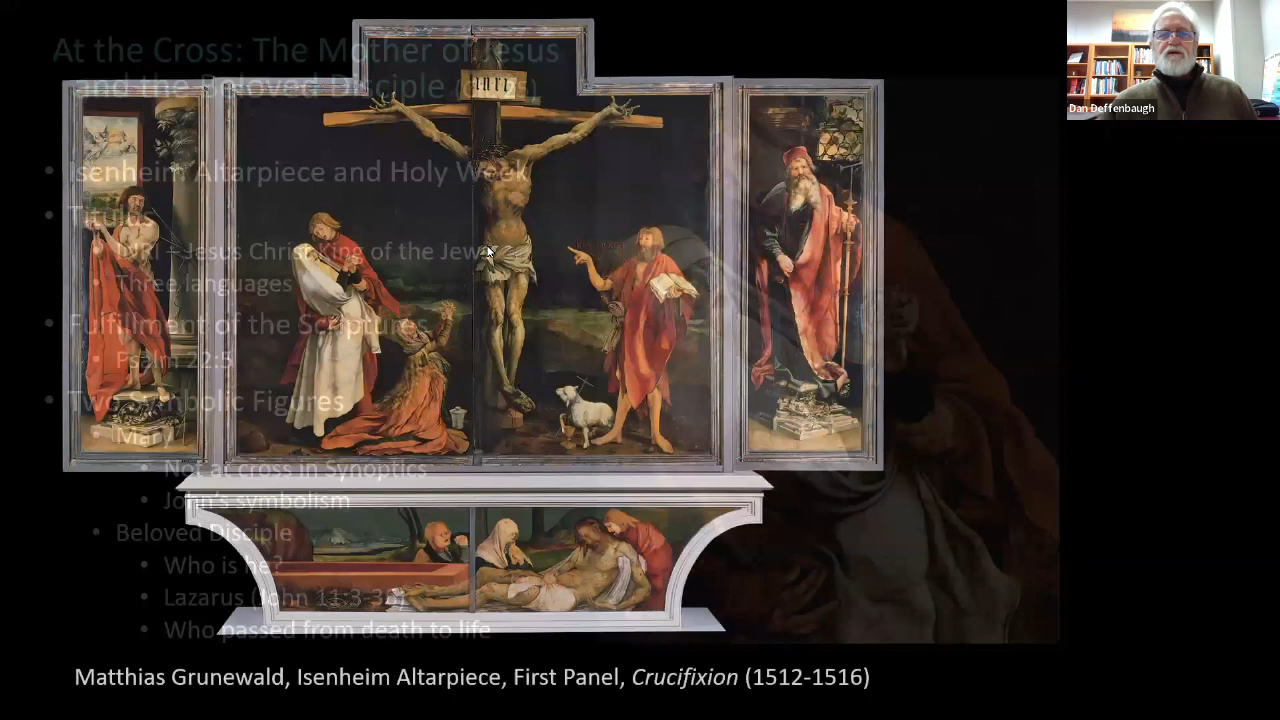 At the Cross: The Mother of Jesus
and the Beloved Disciple
• Isenheim Altarpiece and Holy Week
• Titulus
INRI – Jesus Christ King of the Jews
• Three languages
• Fulfillment of the Scriptures
• Psalm 22:5
• Two Symbolic Figures
• Mary
• Not at cross in Synoptics
• John's symbolism
• Beloved Disciple
• Who is he?
• Lazarus (John 11:3-36)
• Who passed from death to life
INRI
Matthias Grunewald, Isenheim Altarpiece, First Panel, Crucifixion (1512-1516)
Dan Deffenbaugh